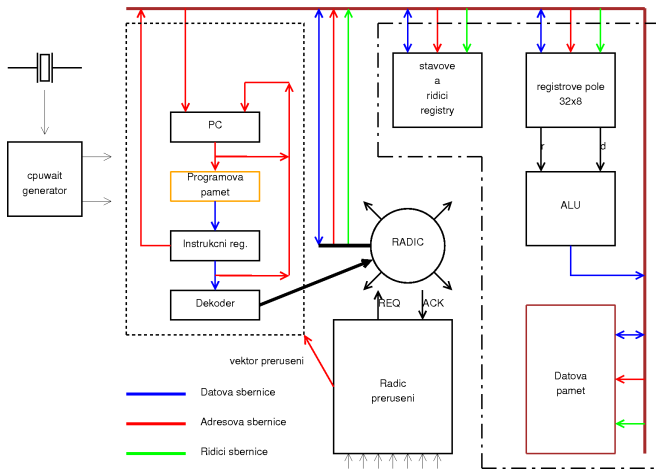 stavove
a
ridici
registry
registrove pole
32x8
PC
cpuwait
generator
Programova
pamet
r
d
ALU
Instrukcni reg.
RADIC
Dekoder
REQ
ACK
vektor preruseni
Radic
preruseni
Datova
pamet
Datova sbernice
Adresova sbernice
Ridici sbernice